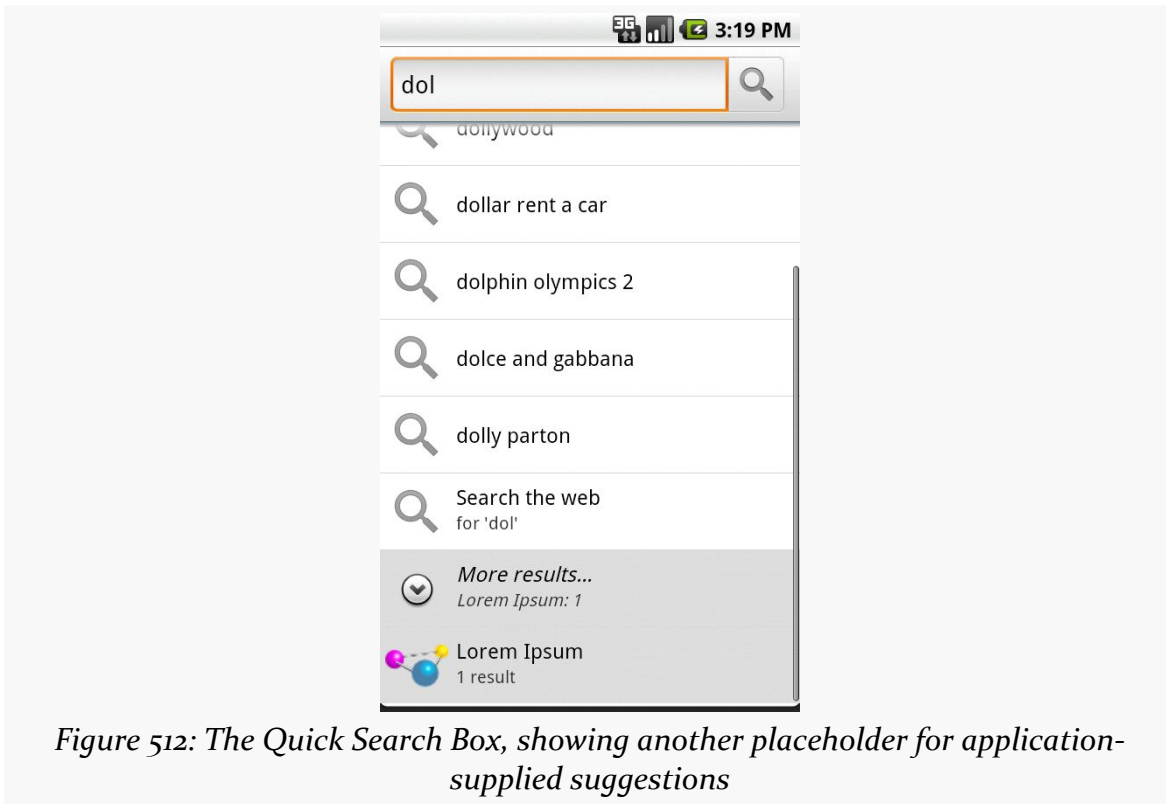 3G
3:19 PM
dol
dollywood
dollar rent a car
dolphin olympics 2
dolce and gabbana
dolly parton
Search the web
for 'dol'
More results...
Lorem Ipsum: 1
Lorem Ipsum
1 result
Figure 512: The Quick Search Box, showing another placeholder for application-
supplied suggestions